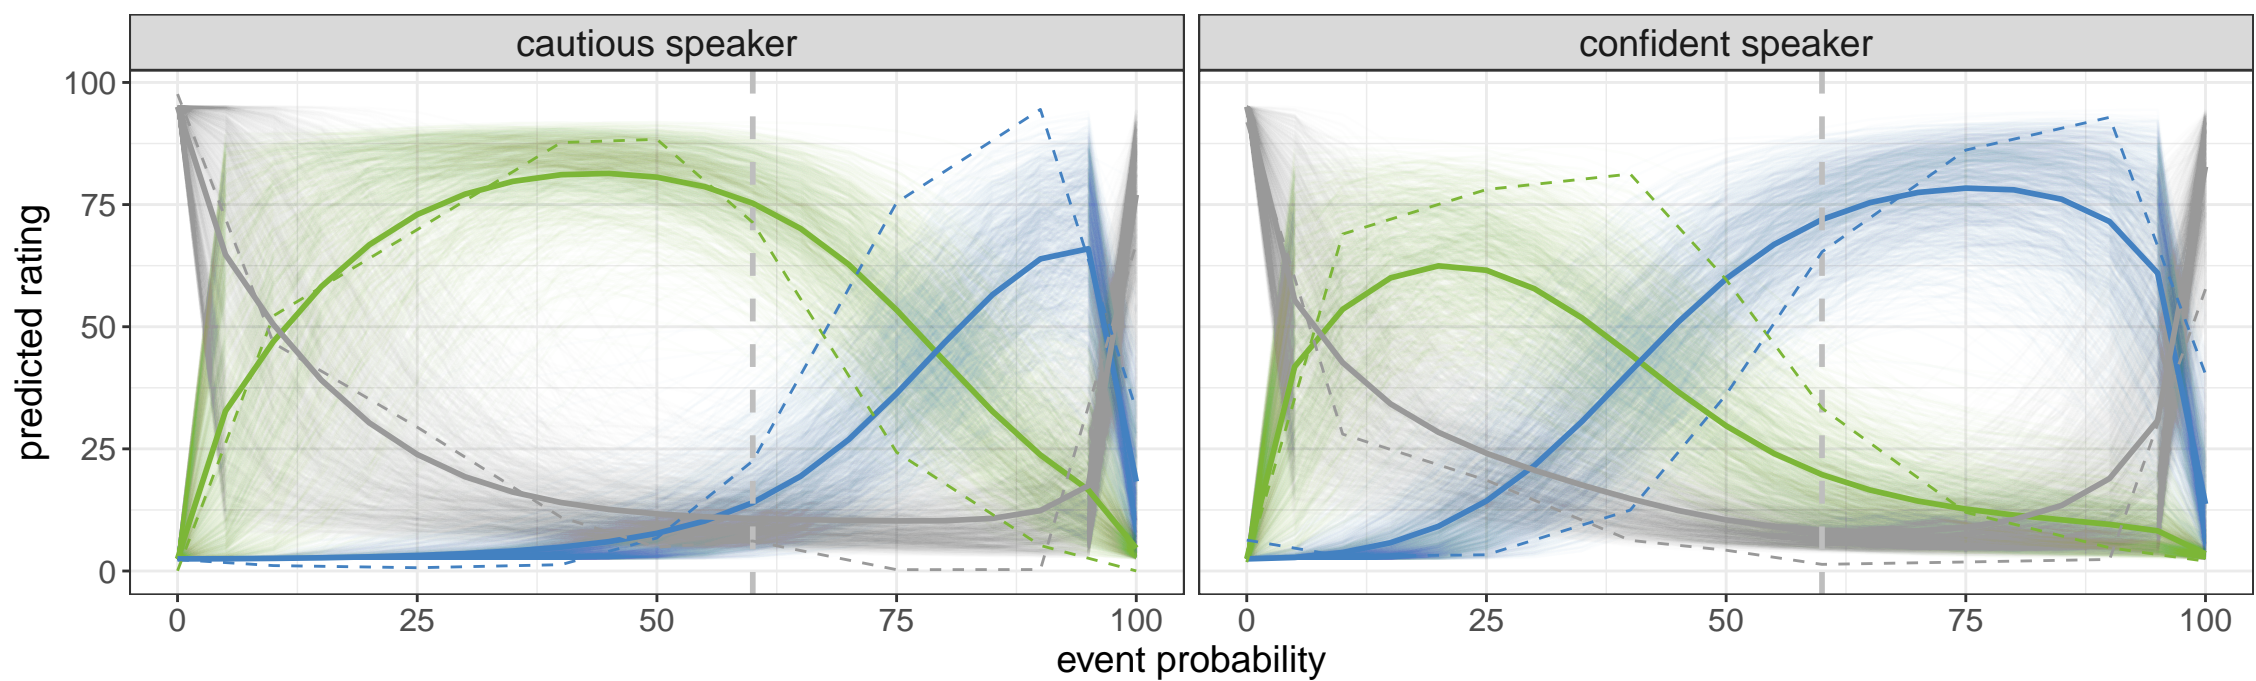 cautious speaker
confident speaker
predicted rating
100
75
50
25
0
0 25 50 75 100
0 25 50 75 100
event probability